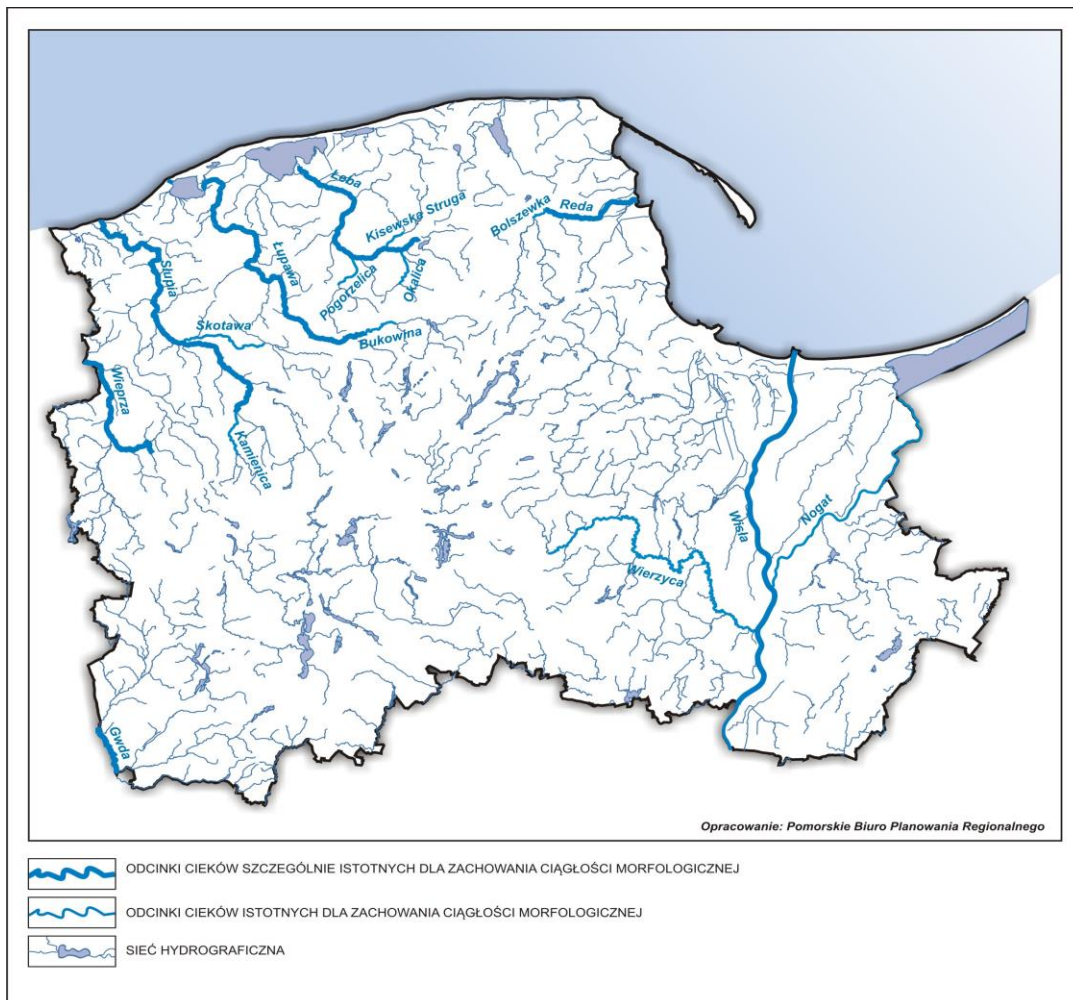 Łeba
Kisewska Struga
Bolszewka
Reda
Słupia
Łupawa
Pogorzelica
Okalica
Skotawa
Bukowina
Wieprza
Kamienica
Wisła
Nogat
Wierzyca
Gwda
Opracowanie: Pomorskie Biuro Planowania Regionalnego
ODCINKI CIEKÓW SZCZEGÓLNIE ISTOTNYCH DLA ZACHOWANIA CIĄGŁOŚCI MORFOLOGICZNEJ
ODCINKI CIEKÓW ISTOTNYCH DLA ZACHOWANIA CIĄGŁOŚCI MORFOLOGICZNEJ
SIEĆ HYDROGRAFICZNA